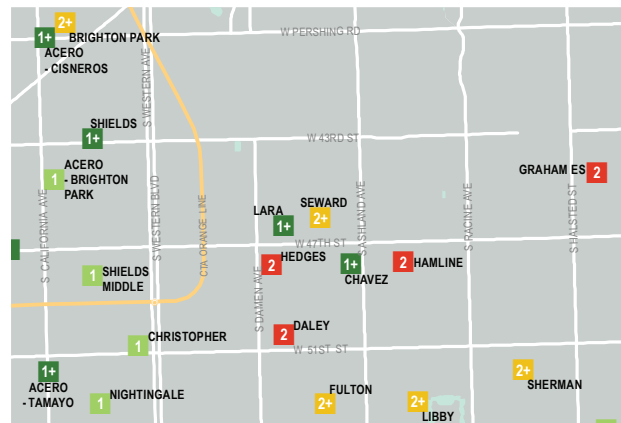 2+
1+
BRIGHTON PARK
ACERO
- CISNEROS
W PERSHING RD
S WESTERN AVE
SHIELDS
1+
W 43RD ST
ACERO
- BRIGHTON
PARK
1
GRAHAM ES
2
S CALIFORNIA AVE
S WESTERN BLVD
CTA ORANGE LINE
LARA
1+
SEWARD
2+
S ASHLAND AVE
S RACINE AVE
S HALSTED ST
W 47TH ST
HEDGES
2
1+
CHAVEZ
2
HAMLINE
1
SHIELDS
MIDDLE
S DAMEN AVE
DALEY
2
CHRISTOPHER
1
W 51ST ST
1+
ACERO
- TAMAYO
1
NIGHTINGALE
FULTON
2+
2+
LIBBY
2+
SHERMAN